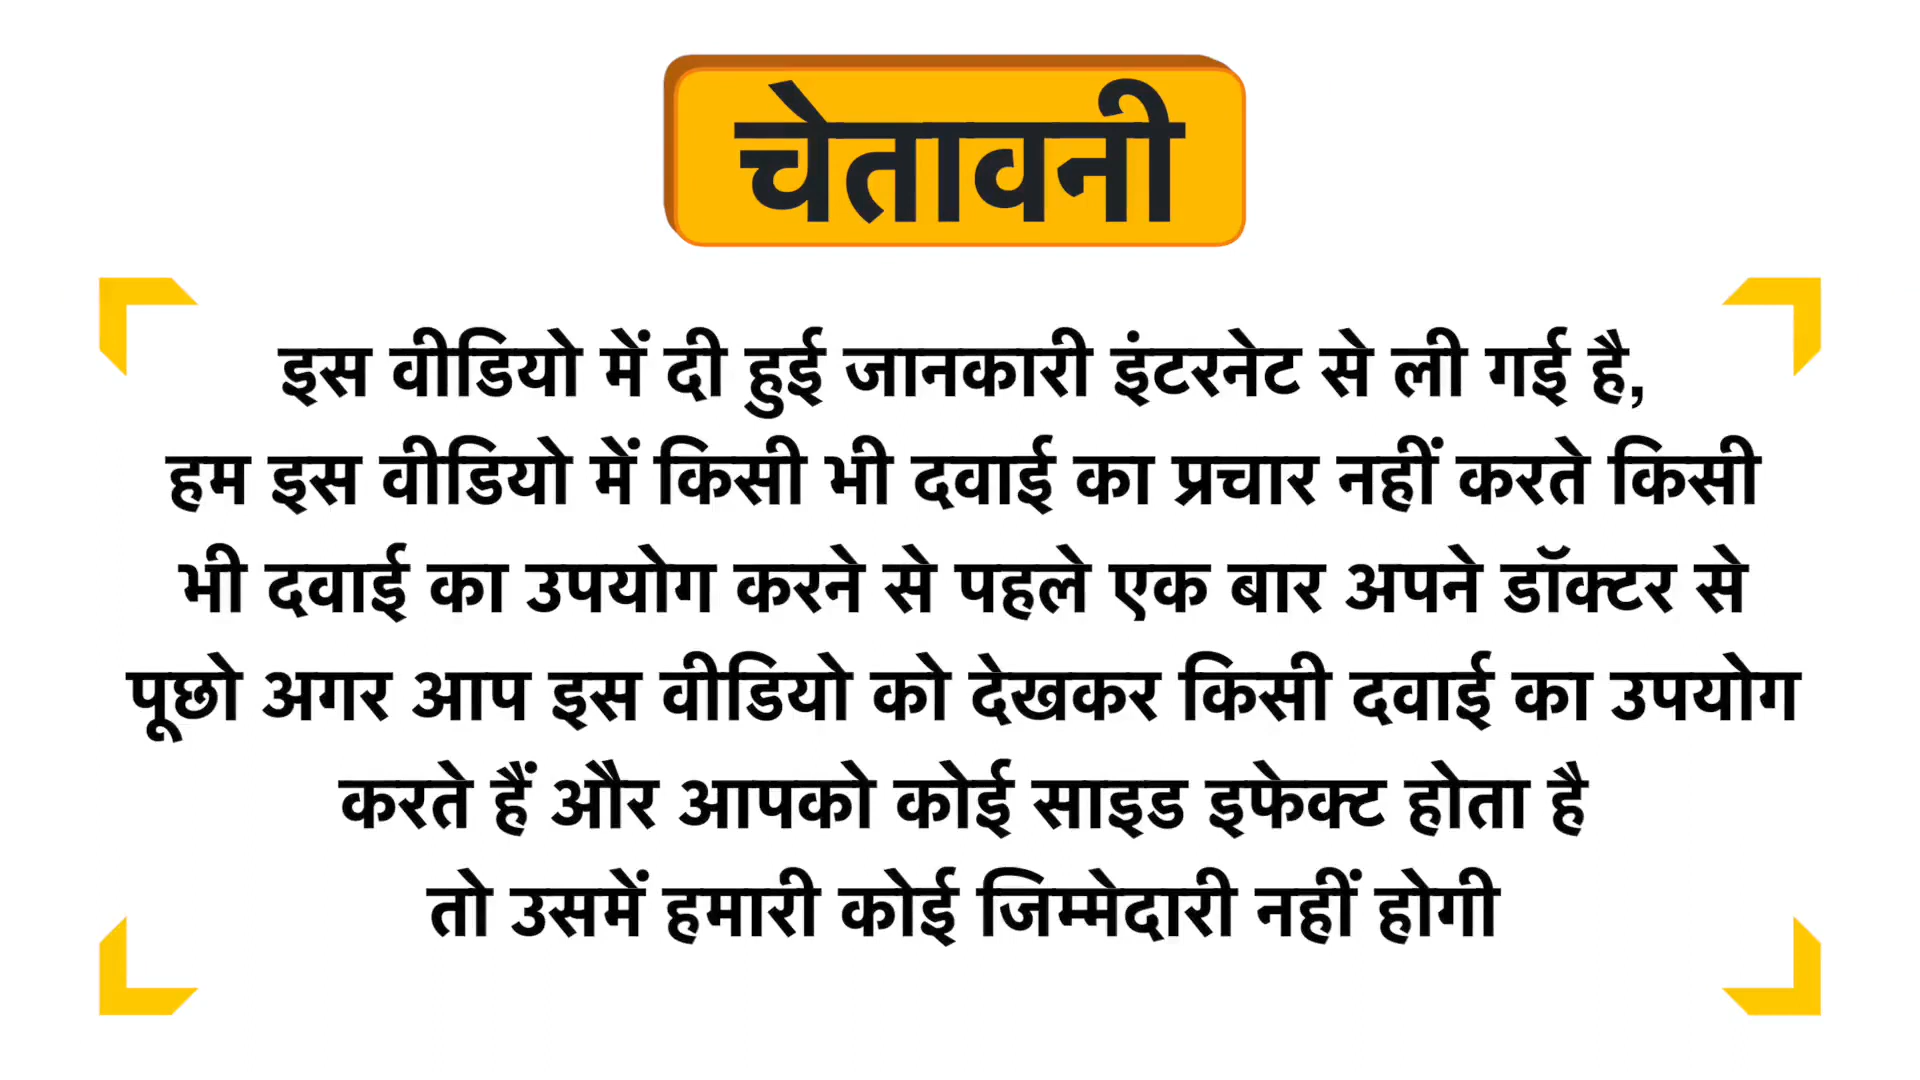 चेतावनी
इस वीडियो में दी हुई जानकारी इंटरनेट से ली गई है,
हम इस वीडियो में किसी भी दवाई का प्रचार नहीं करते किसी
भी दवाई का उपयोग करने से पहले एक बार अपने डॉक्टर से
पूछो अगर आप इस वीडियो को देखकर किसी दवाई का उपयोग
करते हैं और आपको कोई साइड इफेक्ट होता है
तो उसमें हमारी कोई जिम्मेदारी नहीं होगी